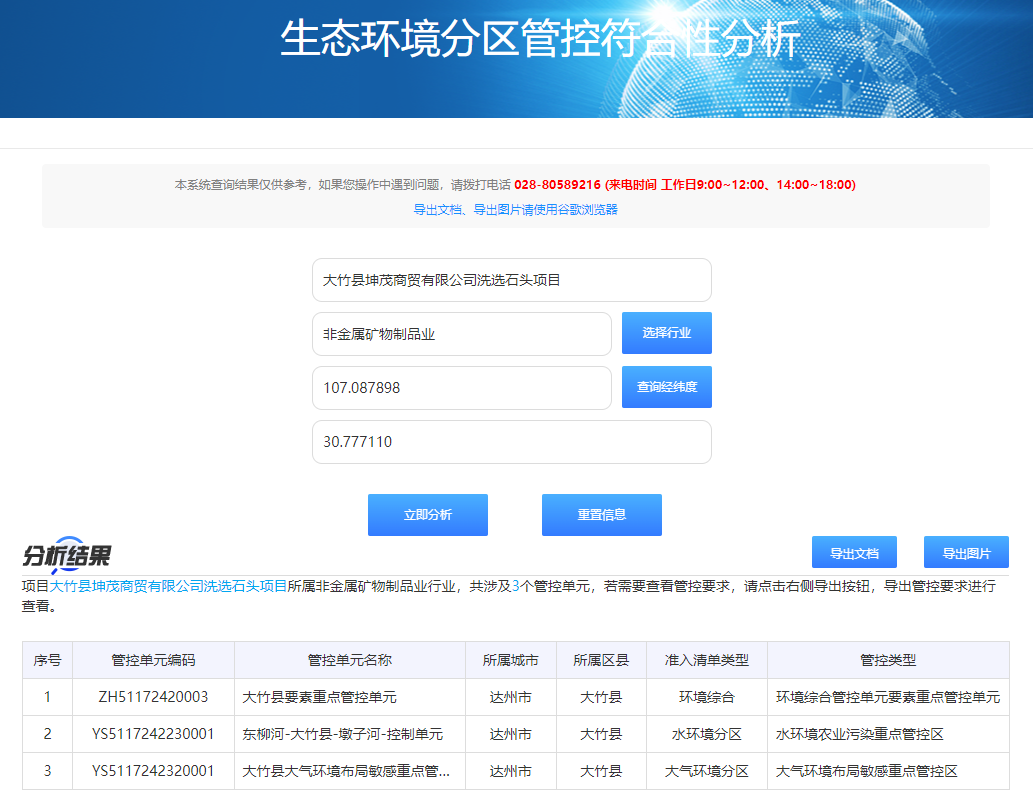 生态环境分区管控符合性分析
本系统查询结果仅供参考，如果您操作中遇到问题，请拨打电话 028-80589216 (来电时间 工作日9:00~12:00、14:00~18:00)
导出文档、导出图片请使用谷歌浏览器
大竹县坤茂商贸有限公司洗选石头项目
非金属矿物制品业 选择行业
107.087898 查询经纬度
30.777110
立即分析 重置信息
分析结果 导出文档 导出图片
项目大竹县坤茂商贸有限公司洗选石头项目所属非金属矿物制品业行业，共涉及3个管控单元，若需要查看管控要求，请点击右侧导出按钮，导出管控要求进行
查看。
序号 管控单元编码 管控单元名称 所属城市 所属区县 准入清单类型 管控类型
1 ZH51172420003 大竹县要素重点管控单元 达州市 大竹县 环境综合 环境综合管控单元要素重点管控单元
2 YS5117242230001 东柳河-大竹县-墩子河-控制单元 达州市 大竹县 水环境分区 水环境农业污染重点管控区
3 YS5117242320001 大竹县大气环境布局敏感重点管... 达州市 大竹县 大气环境分区 大气环境布局敏感重点管控区